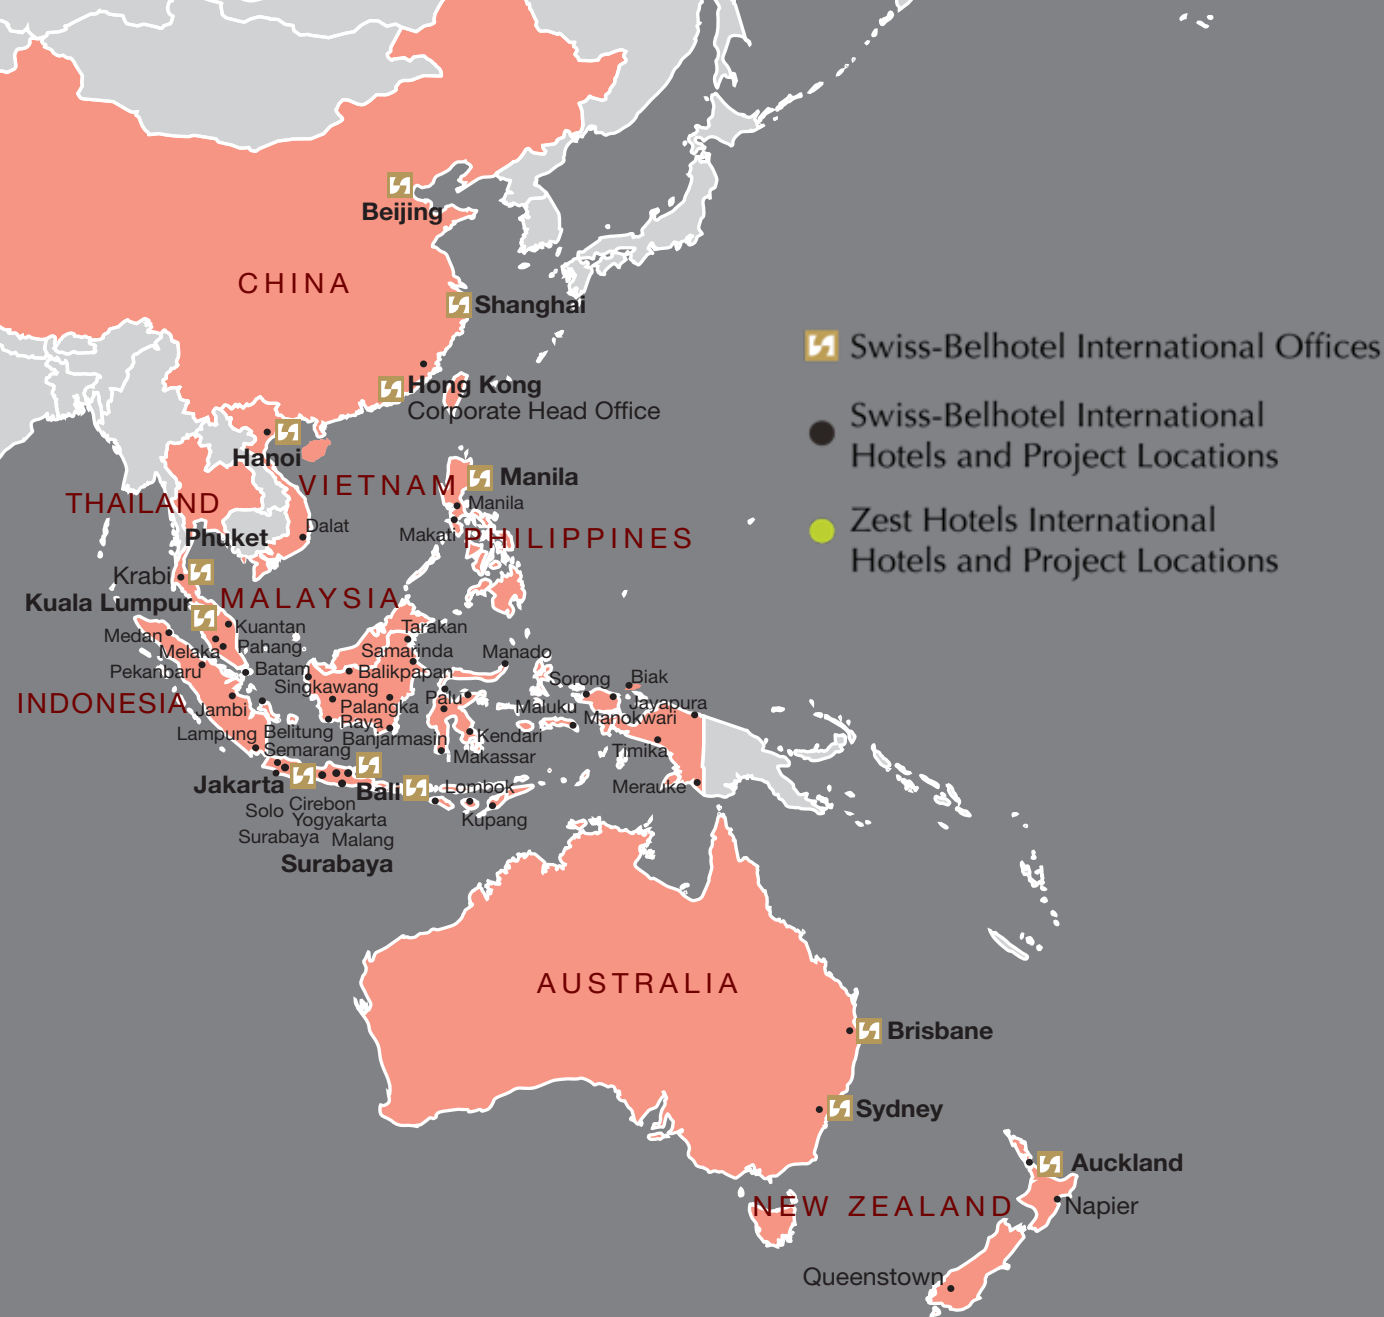 Beijing
CHINA
Shanghai
Swiss-Belhotel International Offices
Hong Kong
Corporate Head Office
Swiss-Belhotel International
Hotels and Project Locations
Hanoi
Manila
VIETNAM
THAILAND
Manila
Dalat
Makati
PHILIPPINES
Zest Hotels International
Hotels and Project Locations
Phuket
Krabi
Kuala Lumpur
MALAYSIA
Kuantan
Tarakan
Medan
Pahang
Melaka
Samarinda
Manado
Pekanbaru
Batam
Balikpapan
Sorong
Biak
Singkawang
INDONESIA
Jambi
Palangka
Raya
Palu
Maluku
Jayapura
Manokwari
Lampung
Belitung
Banjarmasin
Kendari
Semarang
Makassar
Timika
Jakarta
Bali
Lombok
Merauke
Cirebon
Solo
Yogyakarta
Kupang
Surabaya
Malang
Surabaya
AUSTRALIA
Brisbane
Sydney
Auckland
NEW ZEALAND
Napier
Queenstown